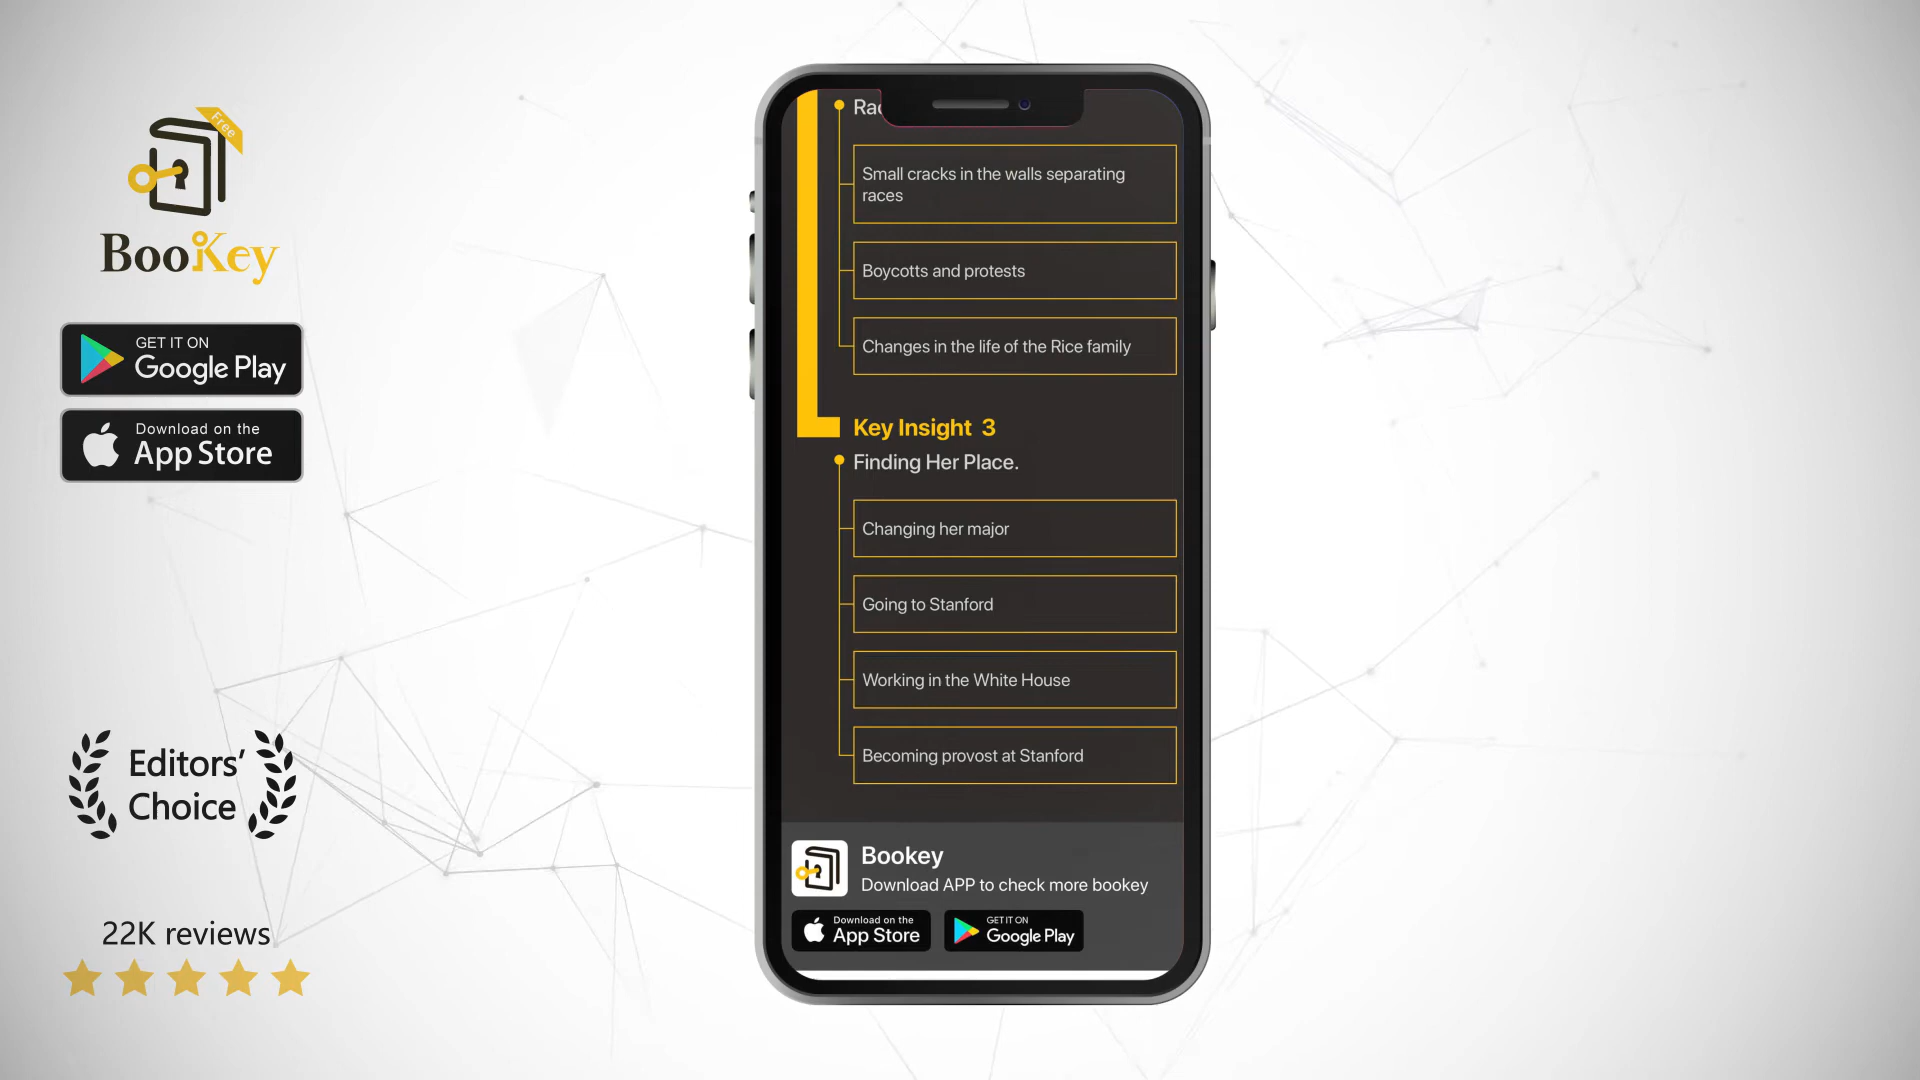 Free
BooKey
GET IT ON
Google Play
Download on the
App Store
Editors'
Choice
22K reviews
Small cracks in the walls separating
races
Boycotts and protests
Changes in the life of the Rice family
Key Insight 3
Finding Her Place.
Changing her major
Going to Stanford
Working in the White House
Becoming provost at Stanford
Bookey
Download APP to check more bookey
Download on the
App Store
GET IT ON
Google Play